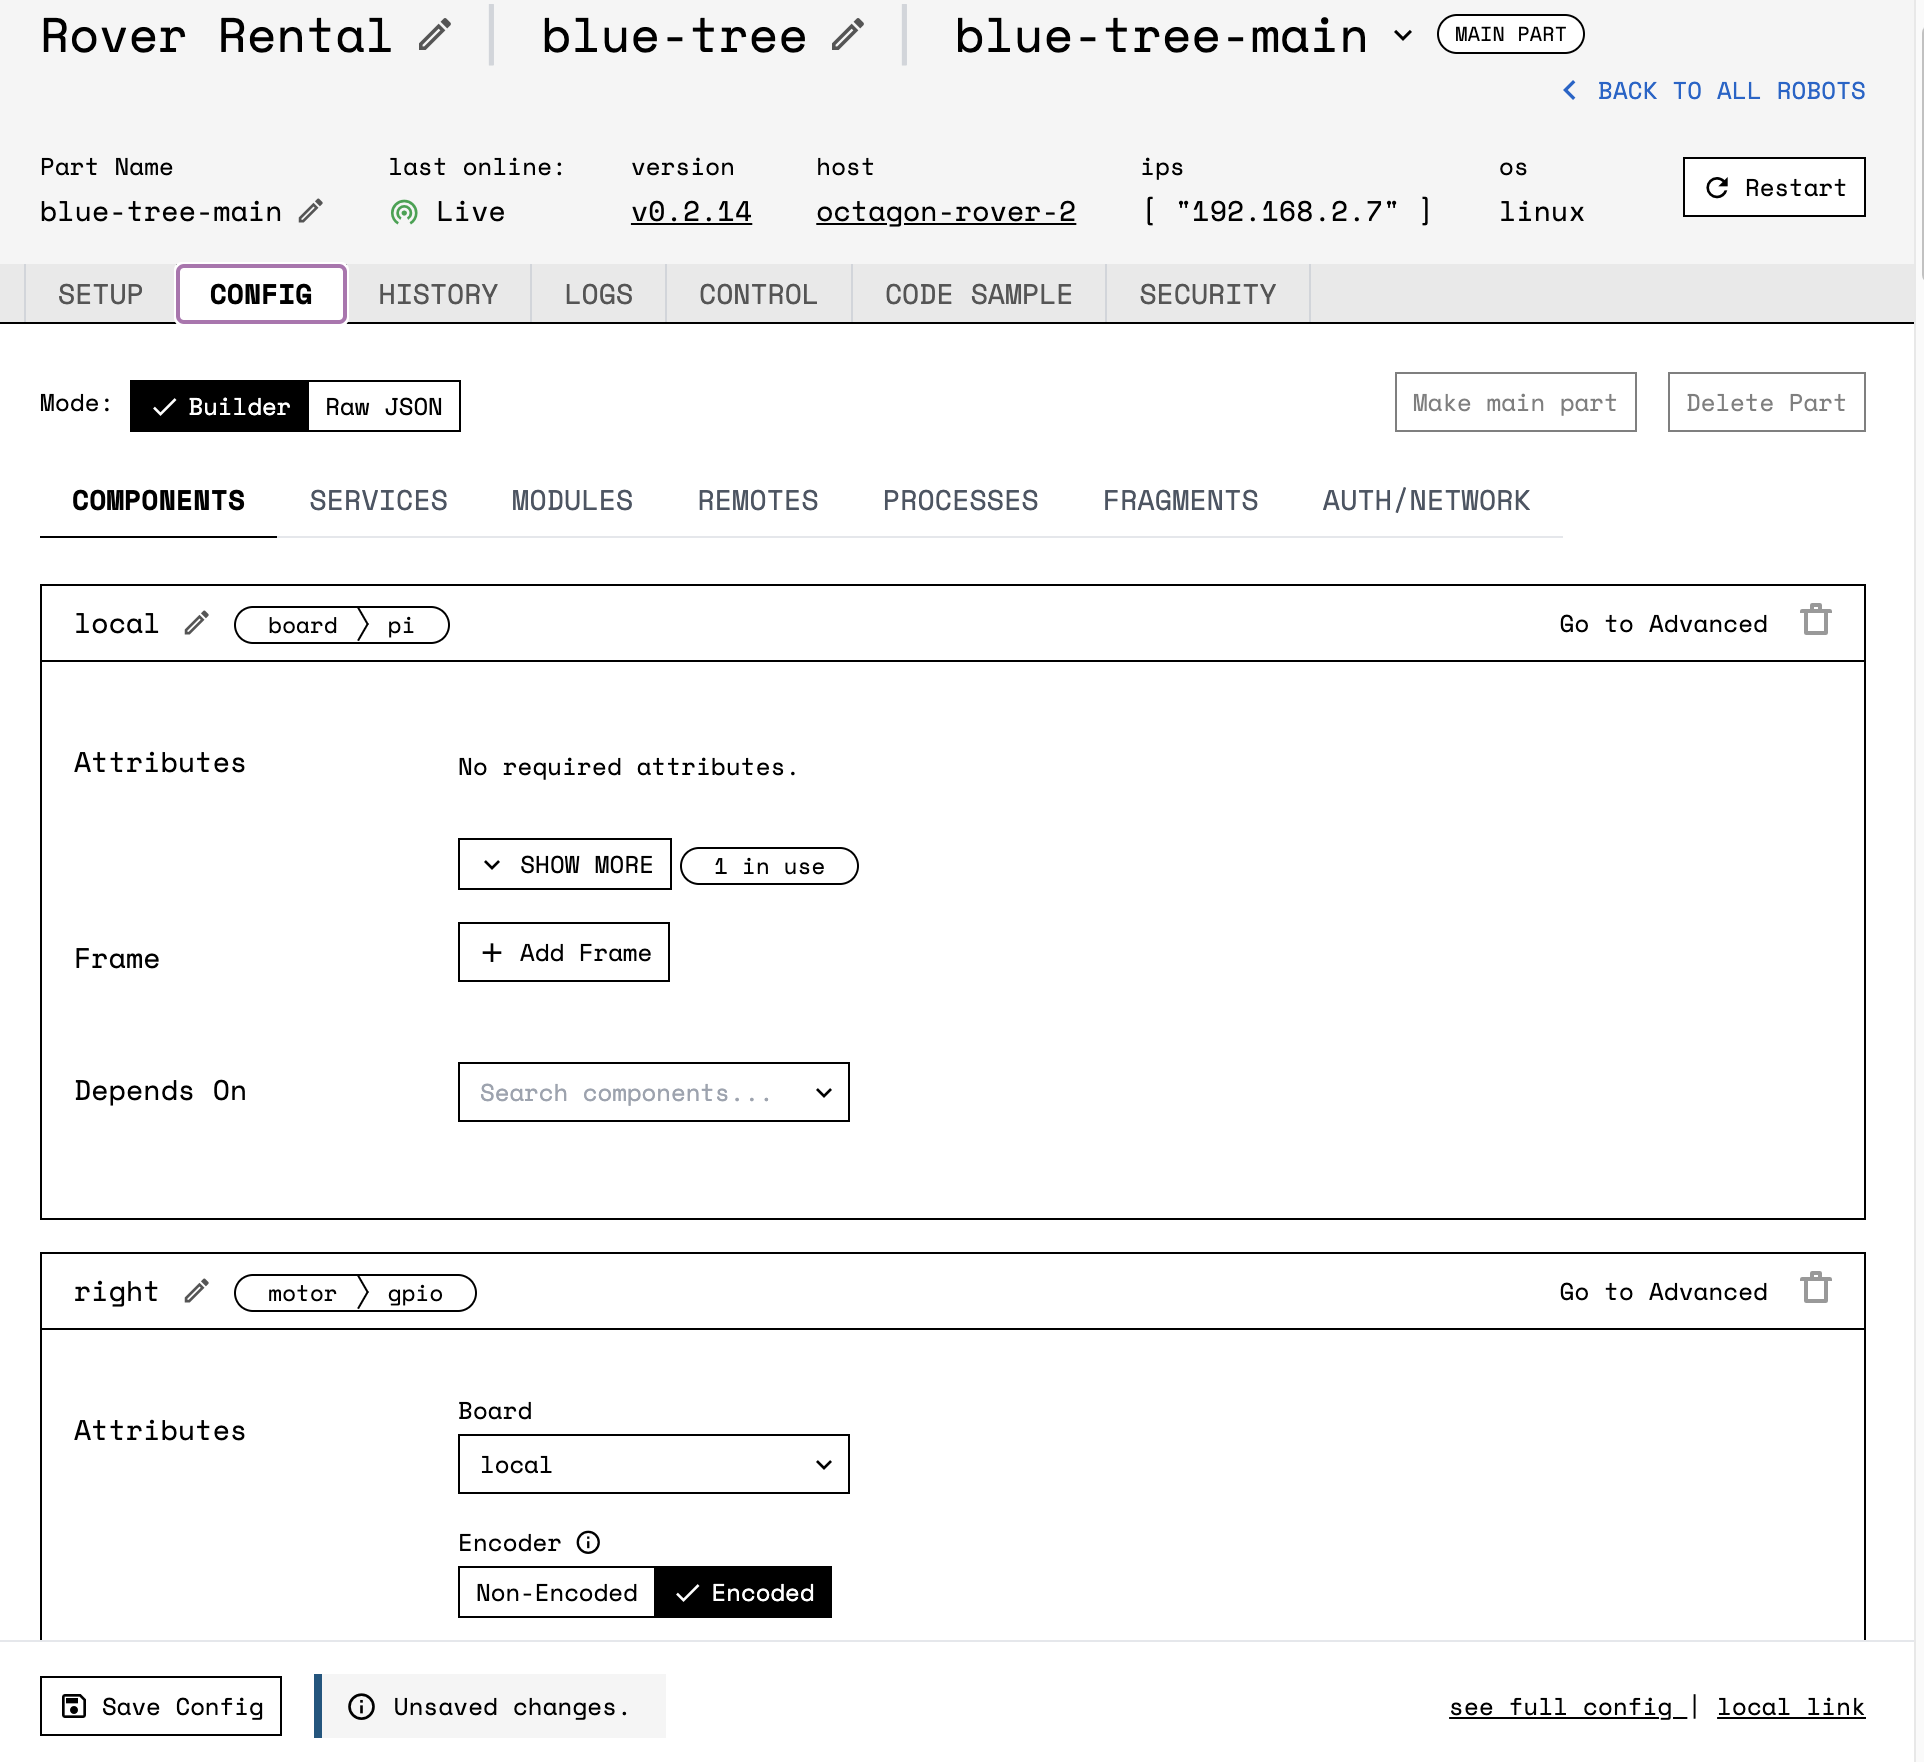 Rover Rental | blue-tree | blue-tree-main MAIN PART
BACK TO ALL ROBOTS
Part Name last online: version host ips os
blue-tree-main Live v0.2.14 octagon-rover-2 [ "192.168.2.7" ] linux Restart
SETUP CONFIG HISTORY LOGS CONTROL CODE SAMPLE SECURITY
Mode: Builder Raw JSON Make main part Delete Part
COMPONENTS SERVICES MODULES REMOTES PROCESSES FRAGMENTS AUTH/NETWORK
local board pi Go to Advanced
Attributes No required attributes.
SHOW MORE 1 in use
Frame Add Frame
Depends On Search components...
right motor gpio Go to Advanced
Board
Attributes
local
Encoder
Non-Encoded Encoded
Save Config Unsaved changes. see full config | local link